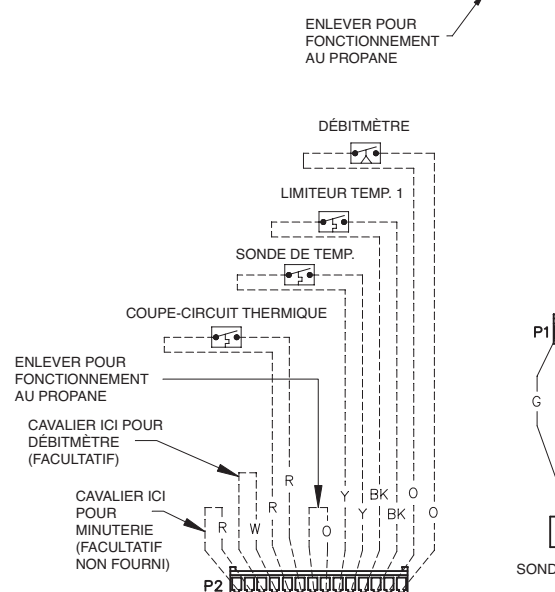 ENLEVER POUR
FONCTIONNEMENT
AU PROPANE
DÉBITMÈTRE
LIMITEUR TEMP. 1
SONDE DE TEMP.
COUPE-CIRCUIT THERMIQUE
ENLEVER POUR
FONCTIONNEMENT
AU PROPANE
CAVALIER ICI POUR
DÉBITMÈTRE
(FACULTATIF)
CAVALIER ICI
POUR
MINUTERIE
(FACULTATIF
NON FOURNI)
R
W
R
R
O
Y
Y
BK
BK
O
O
P2
P1
G
SOND